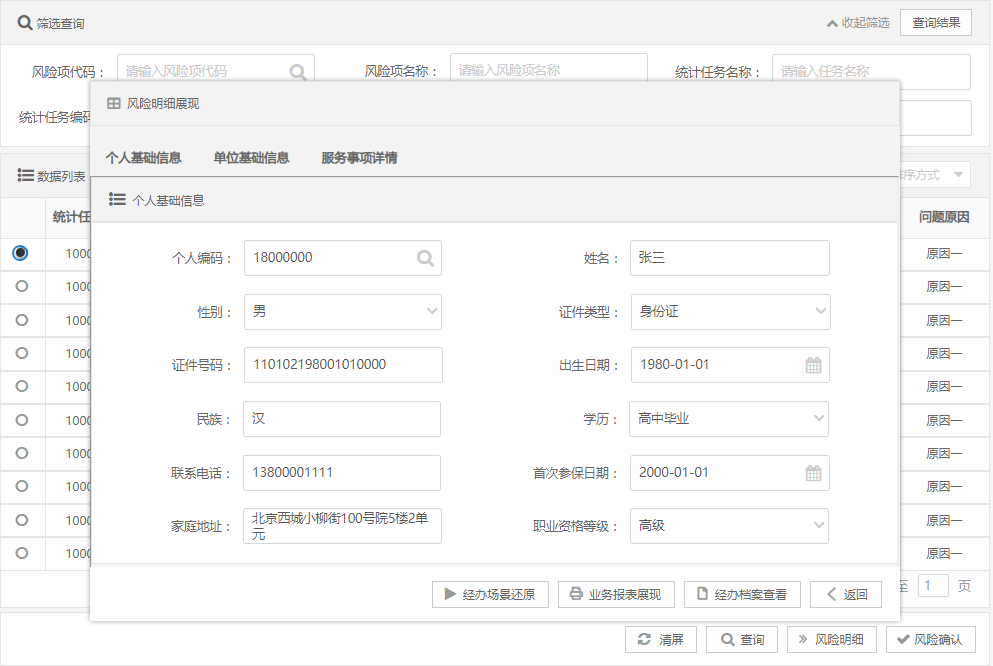 筛选查询
收起筛选
查询结果
风险项代码： 请输入风险项代码
风险项名称： 请输入风险项名称
统计任务名称： 请输入任务名称
统计任务编码
风险明细展现
个人基础信息 单位基础信息 服务事项详情
数据列表
序方式
个人基础信息
统计任
问题原因
个人编码： 18000000
姓名： 张三
性别： 男
证件类型： 身份证
证件号码： 110102198001010000
出生日期： 1980-01-01
民族： 汉
学历： 高中毕业
联系电话： 13800001111
首次参保日期： 2000-01-01
家庭地址： 北京西城小柳街100号院5楼2单
元
职业资格等级： 高级
1000 原因一
1000 原因一
1000 原因一
1000 原因一
1000 原因一
1000 原因一
1000 原因一
1000 原因一
1000 原因一
1000 原因一
经办场景还原 业务报表展现 经办档案查看 返回
至 1 页
清屏 查询 风险明细 风险确认